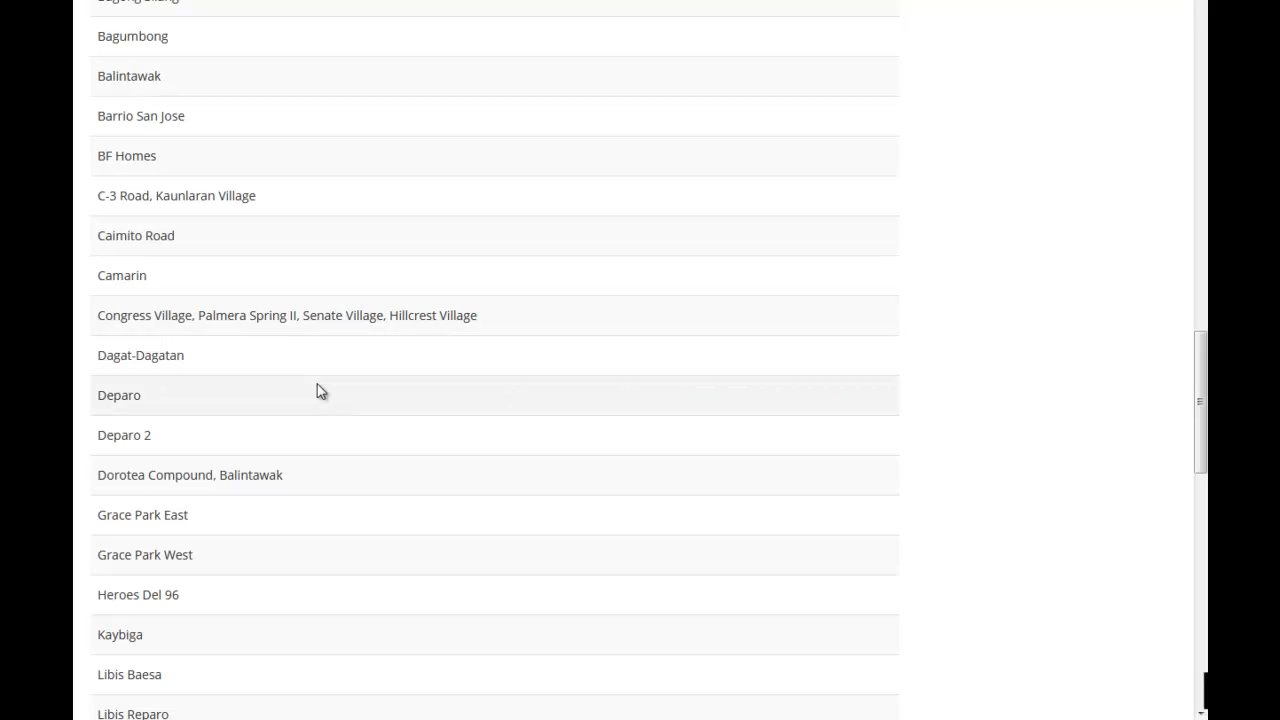 Bagumbong
Balintawak
Barrio San Jose
BF Homes
C-3 Road, Kaunlaran Village
Caimito Road
Camarin
Congress Village, Palmera Spring II, Senate Village, Hillcrest Village
Dagat-Dagatan
Deparo
Deparo 2
Dorotea Compound, Balintawak
Grace Park East
Grace Park West
Heroes Del 96
Kaybiga
Libis Baesa
Libis Reparo